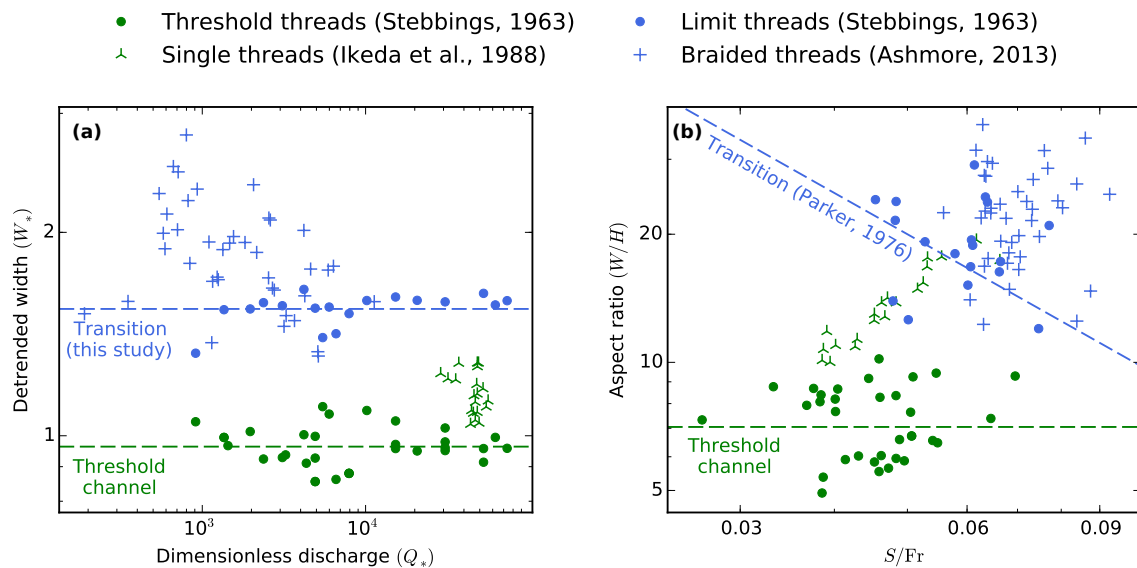 Threshold threads (Stebbings, 1963)
Single threads (Ikeda et al., 1988)
Limit threads (Stebbings, 1963)
Braided threads (Ashmore, 2013)
(a)
Detrended width (W*)
2
1
Transition
(this study)
Threshold
channel
10³
10⁴
Dimensionless discharge (Q*)
(b)
Aspect ratio (W/H)
20
10
5
Transition (Parker, 1976)
Threshold
channel
0.03
0.06
0.09
S/Fr